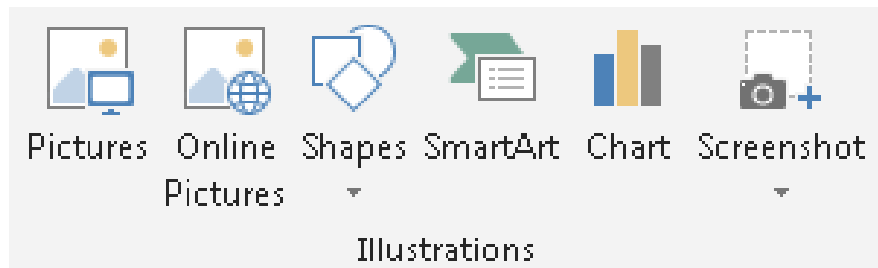 Pictures
Online
Pictures
Shapes
SmartArt
Chart
Screenshot
Illustrations